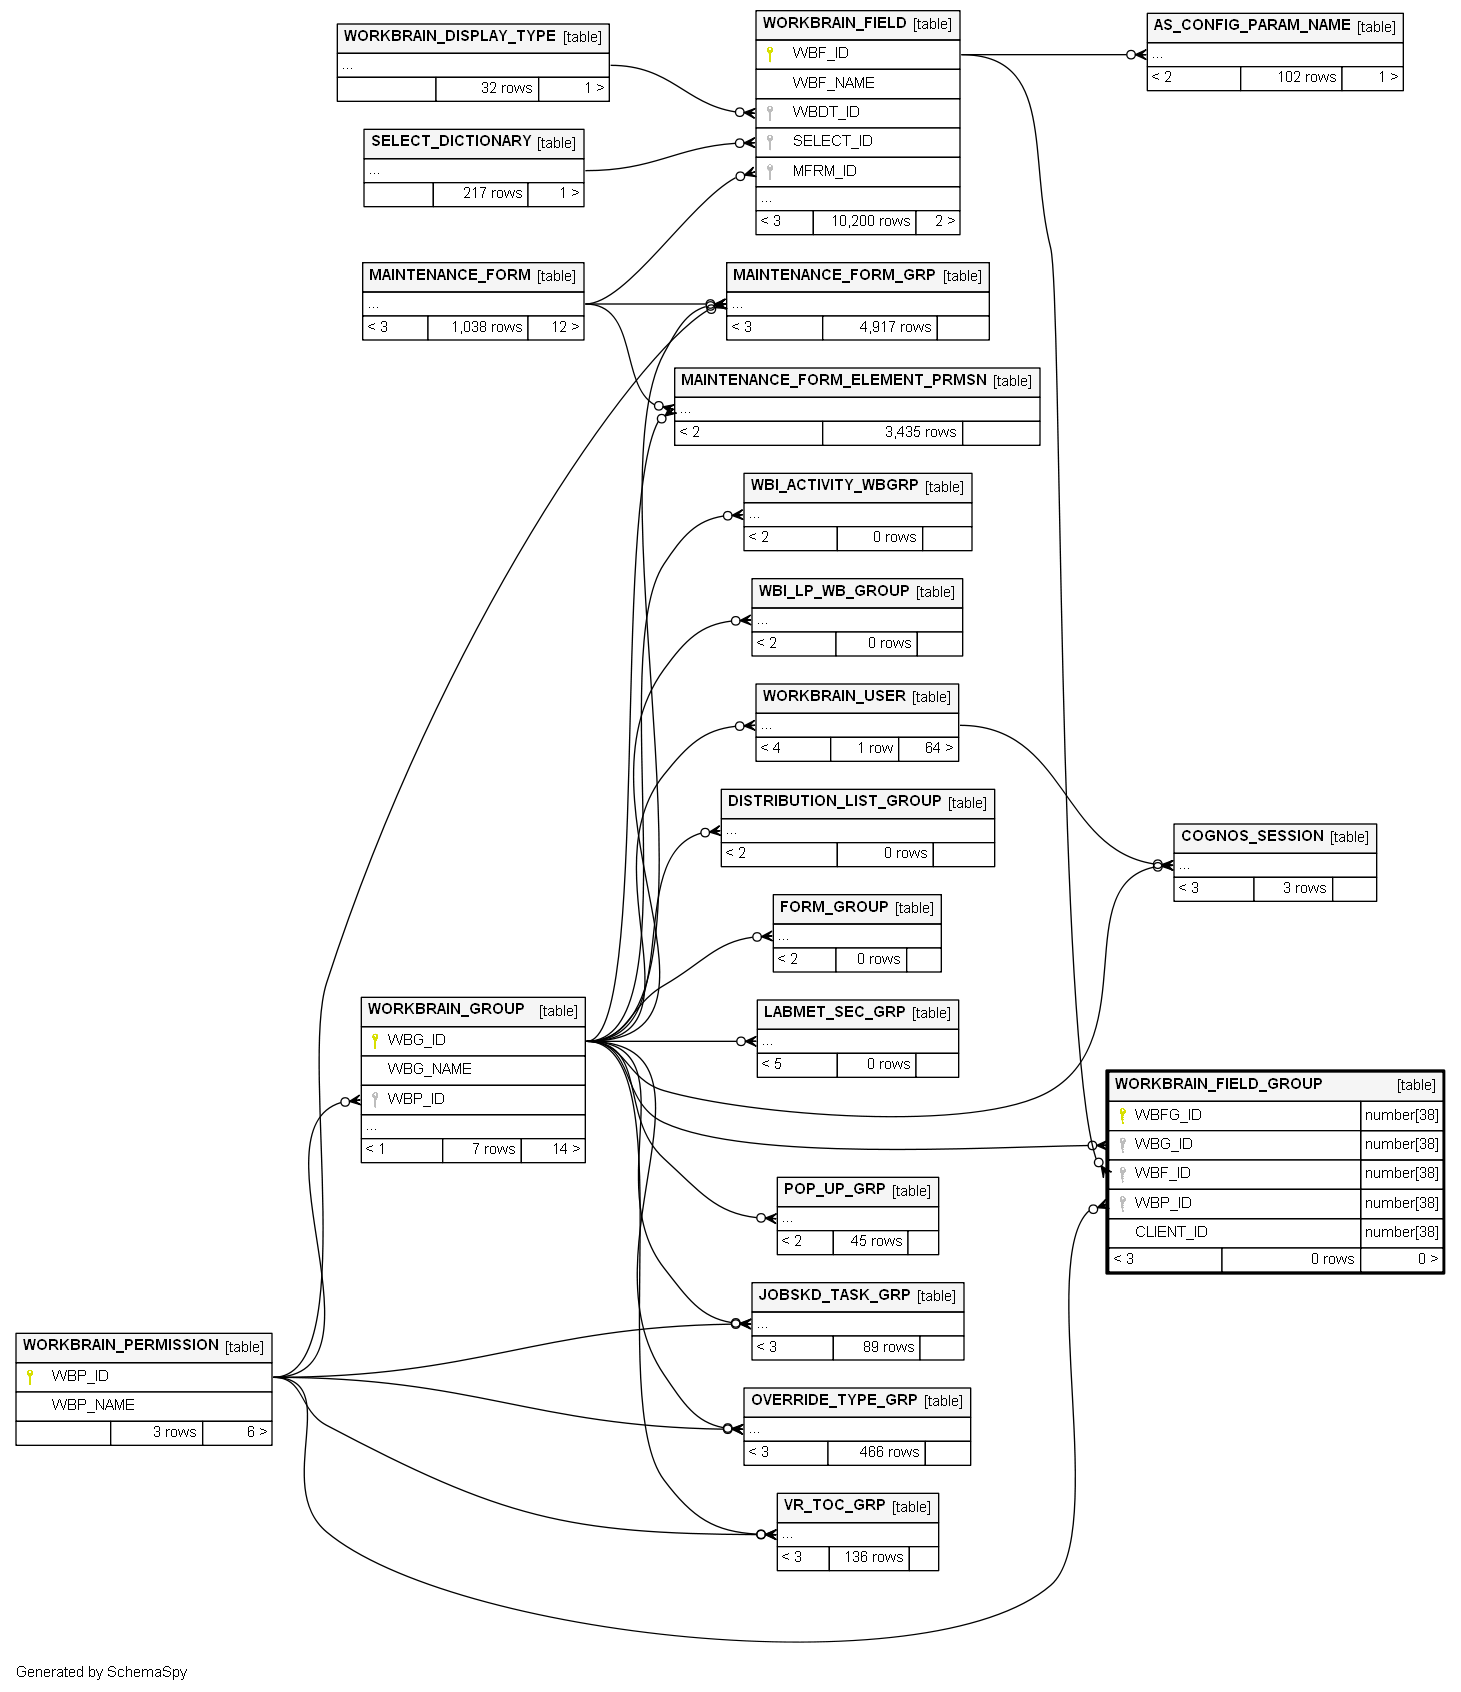 WORKBRAIN_DISPLAY_TYPE [table]
...
32 rows 1 >
WORKBRAIN_FIELD [table]
WBF_ID
WBF_NAME
WBDT_ID
SELECT_ID
MFRM_ID
...
< 3 10,200 rows 2 >
AS_CONFIG_PARAM_NAME [table]
...
< 2 102 rows 1 >
SELECT_DICTIONARY [table]
...
217 rows 1 >
MAINTENANCE_FORM [table]
...
< 3 1,038 rows 12 >
MAINTENANCE_FORM_GRP [table]
...
< 3 4,917 rows
MAINTENANCE_FORM_ELEMENT_PRMSN [table]
...
< 2 3,435 rows
WBI_ACTIVITY_WBGRP [table]
...
< 2 0 rows
WBI_LP_WB_GROUP [table]
...
< 2 0 rows
WORKBRAIN_USER [table]
...
< 4 1 row 64 >
DISTRIBUTION_LIST_GROUP [table]
...
< 2 0 rows
COGNOS_SESSION [table]
...
< 3 3 rows
FORM_GROUP [table]
...
< 2 0 rows
WORKBRAIN_GROUP [table]
WBG_ID
WBG_NAME
WBP_ID
...
< 1 7 rows 14 >
LABMET_SEC_GRP [table]
...
< 5 0 rows
WORKBRAIN_FIELD_GROUP [table]
WBFG_ID number[38]
WBG_ID number[38]
WBF_ID number[38]
WBP_ID number[38]
CLIENT_ID number[38]
< 3 0 rows 0 >
POP_UP_GRP [table]
...
< 2 45 rows
JOBSKD_TASK_GRP [table]
...
< 3 89 rows
WORKBRAIN_PERMISSION [table]
WBP_ID
WBP_NAME
3 rows 6 >
OVERRIDE_TYPE_GRP [table]
...
< 3 466 rows
VR_TOC_GRP [table]
...
< 3 136 rows
Generated by SchemaSpy